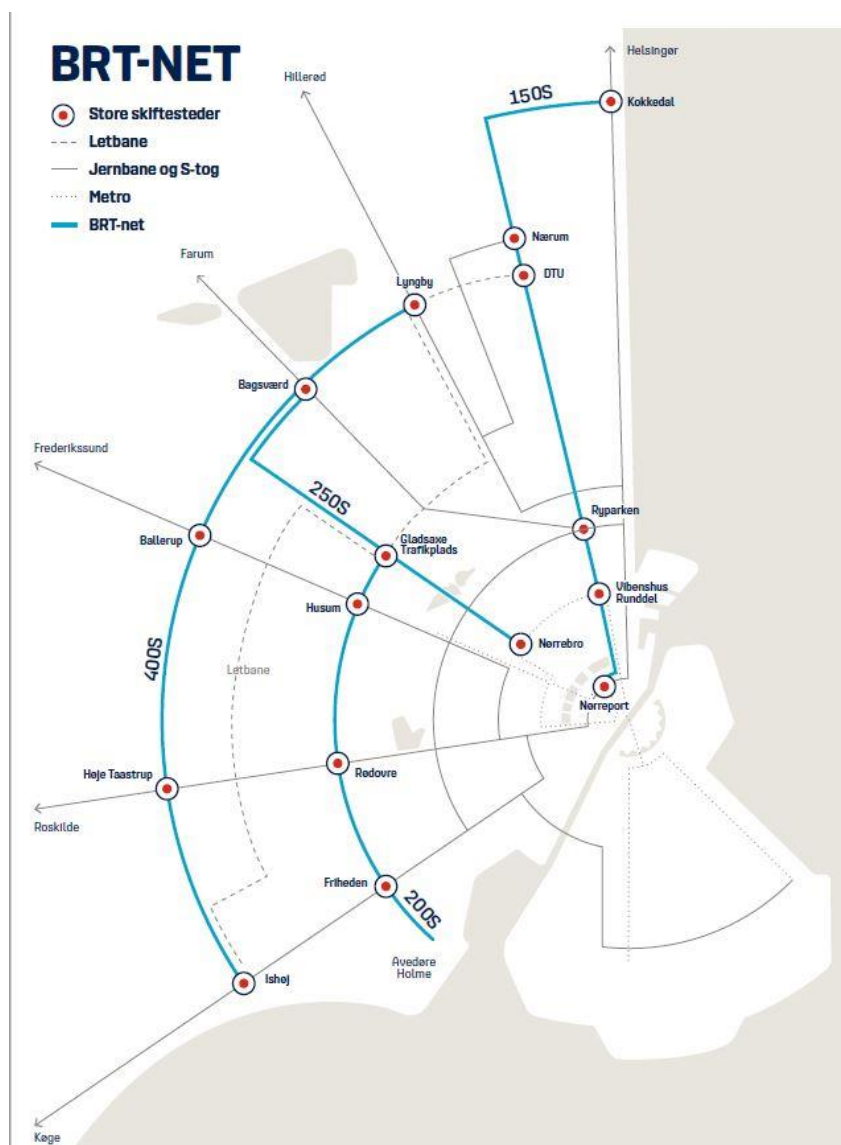 BRT-NET
Store skiftesteder
Letbane
Jernbane og S-tog
Metro
BRT-net
Helsingør
Hillerød
150S
Kokkedal
Nærum
Farum
DTU
Lyngby
Bagsværd
Frederikssund
250S
Ryparken
Ballerup
Gladsaxe
Trafikplads
Vibenshus
Runddel
Husum
Nørrebro
400S
Letbane
Nørreport
Høje Taastrup
Rødovre
Roskilde
Friheden
200S
Avedøre
Holme
Ishøj
Køge